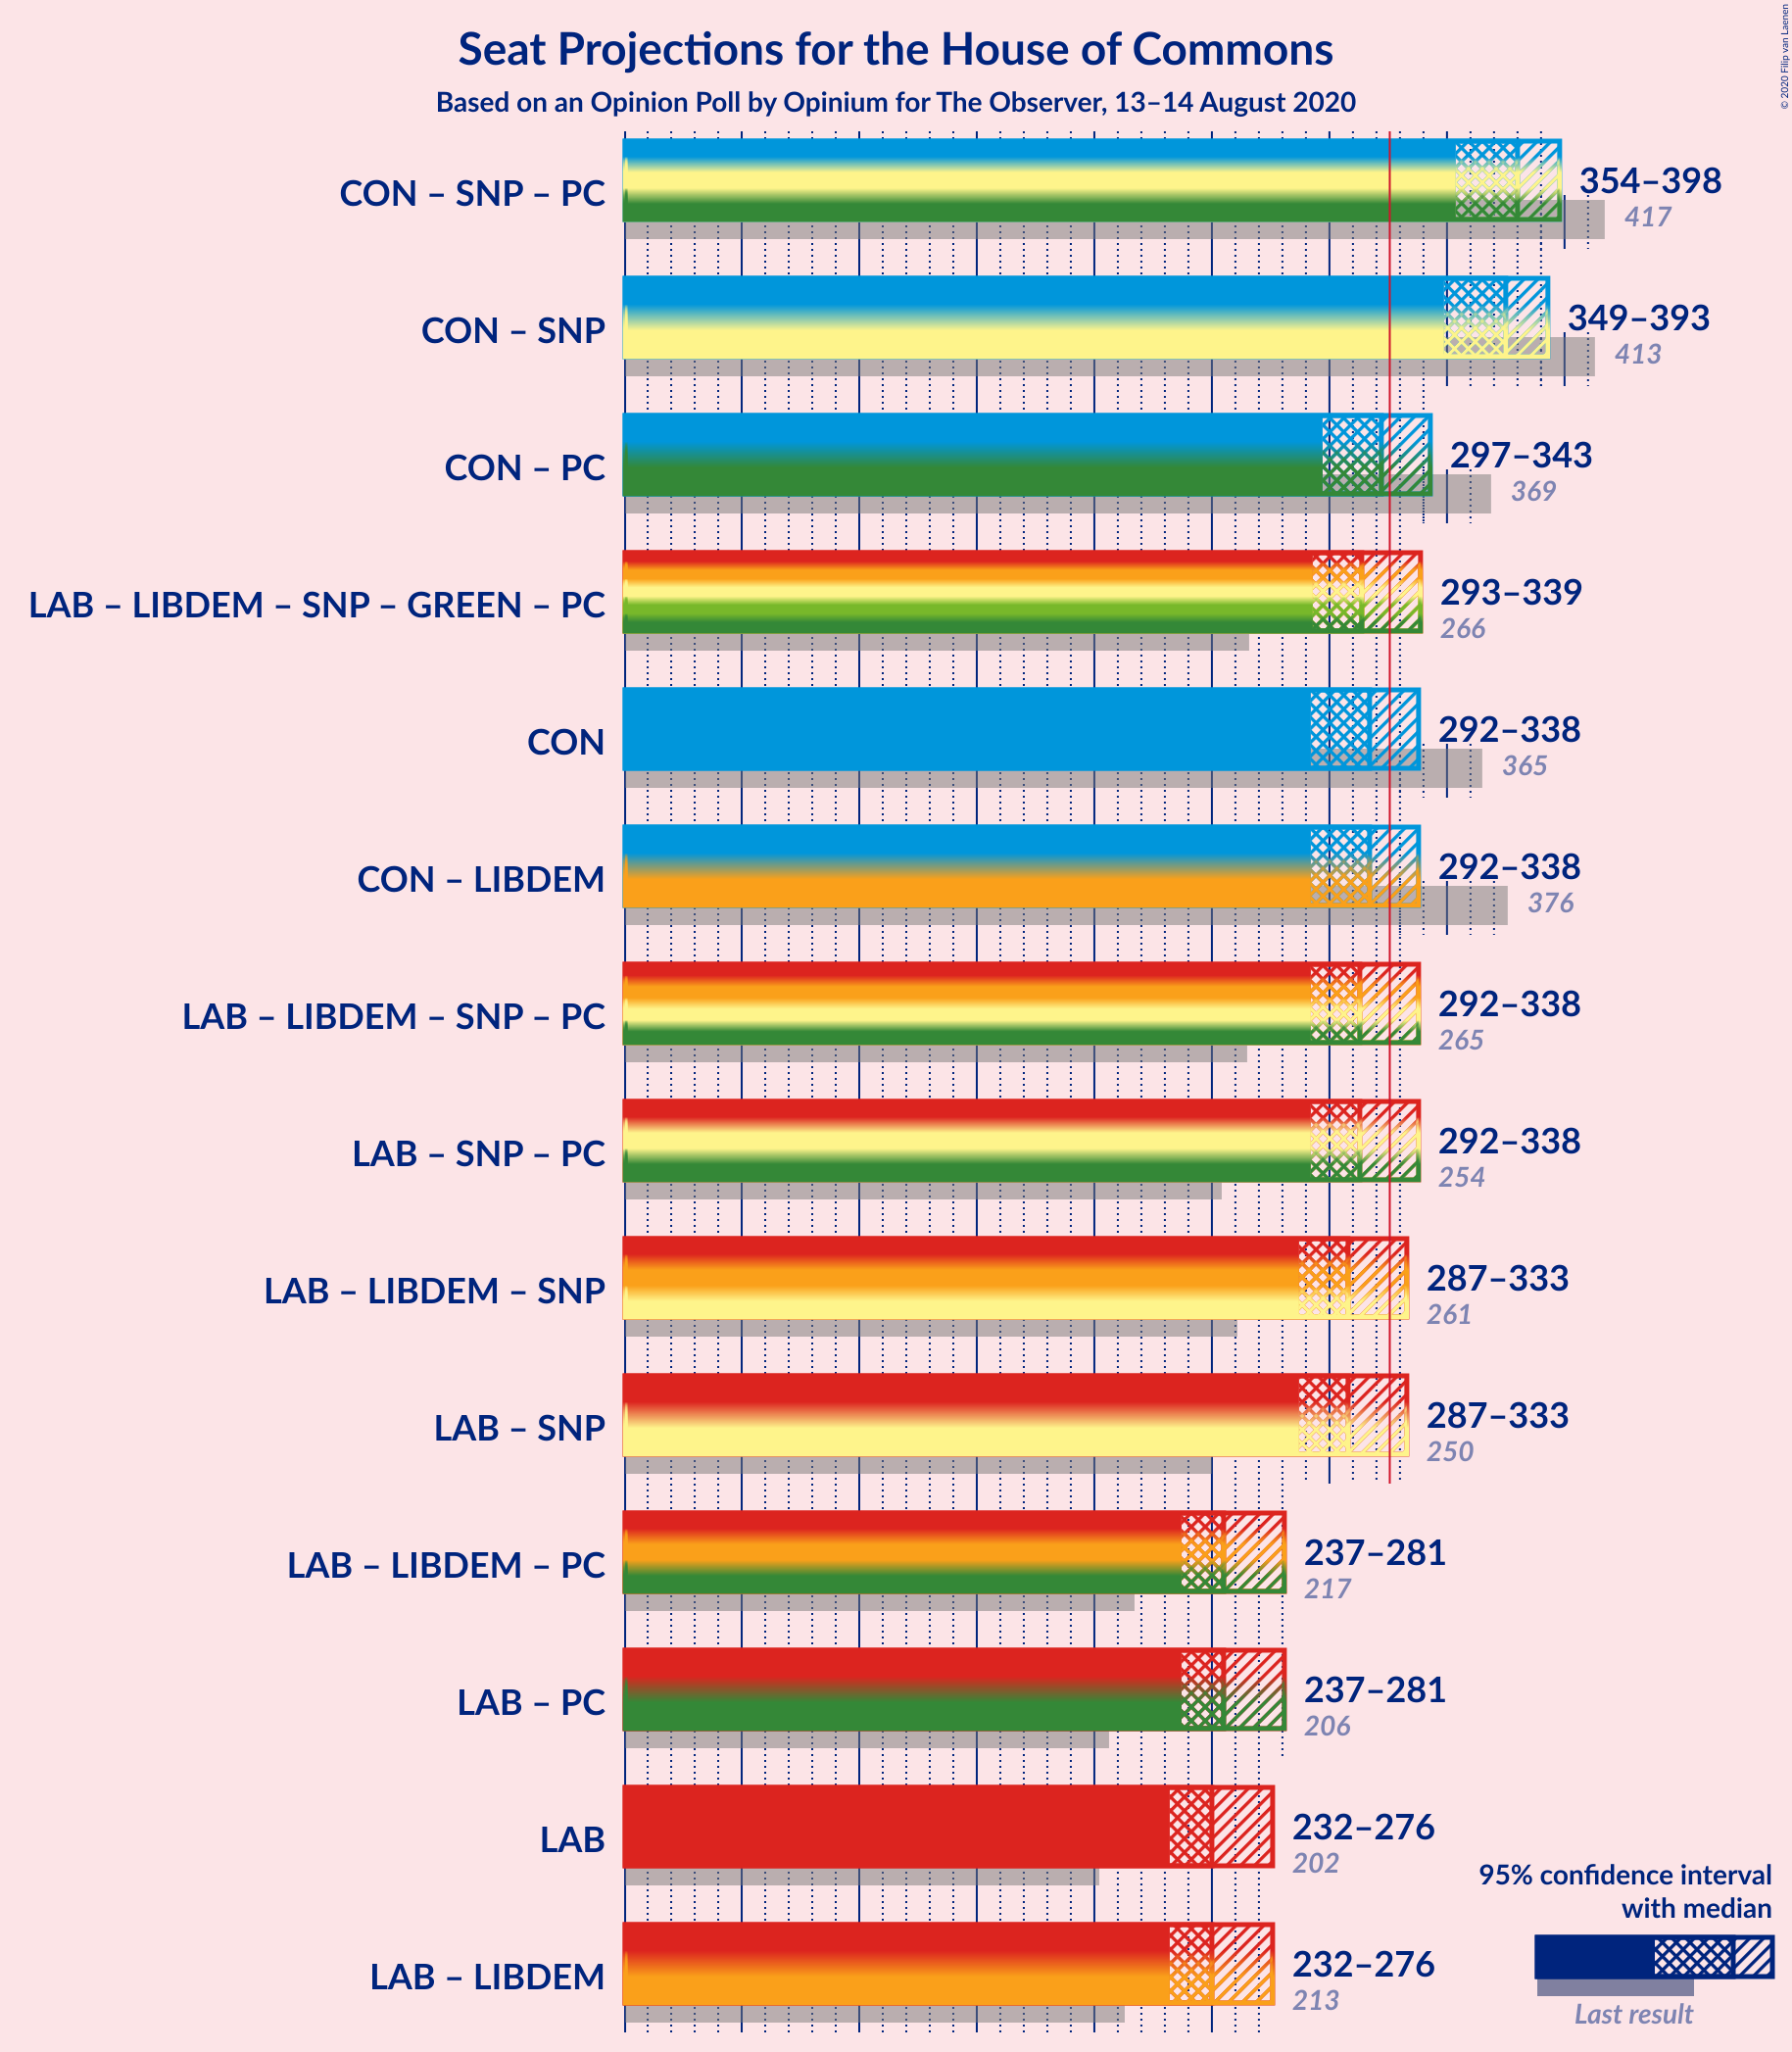 Seat Projections for the House of Commons
Based on an Opinion Poll by Opinium for The Observer, 13–14 August 2020
© 2020 Filip van Laenen
CON – SNP – PC
354–398
417
CON – SNP
349–393
413
CON – PC
297–343
369
LAB – LIBDEM – SNP – GREEN – PC
293–339
266
CON
292–338
365
CON – LIBDEM
292–338
376
LAB – LIBDEM – SNP – PC
292–338
265
LAB – SNP – PC
292–338
254
LAB – LIBDEM – SNP
287–333
261
LAB – SNP
287–333
250
LAB – LIBDEM – PC
237–281
217
LAB – PC
237–281
206
LAB
232–276
202
LAB – LIBDEM
232–276
213
95% confidence interval
with median
Last result